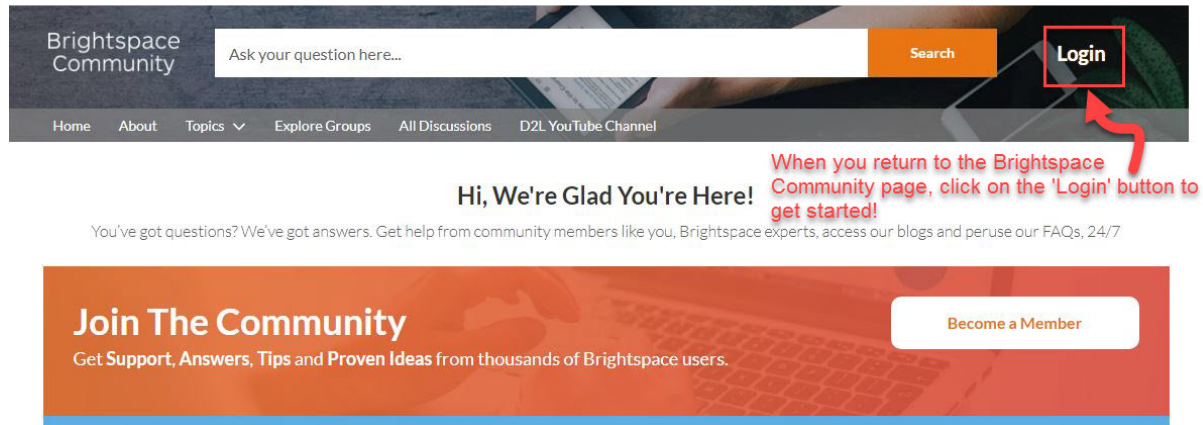 Brightspace
Community
Ask your question here...
Search
Login
Home About Topics Explore Groups All Discussions D2L YouTube Channel
When you return to the Brightspace
Community page, click on the 'Login' button to
get started!
Hi, We're Glad You're Here!
You've got questions? We've got answers. Get help from community members like you, Brightspace experts, access our blogs and peruse our FAQs, 24/7
Join The Community
Get Support, Answers, Tips and Proven Ideas from thousands of Brightspace users.
Become a Member